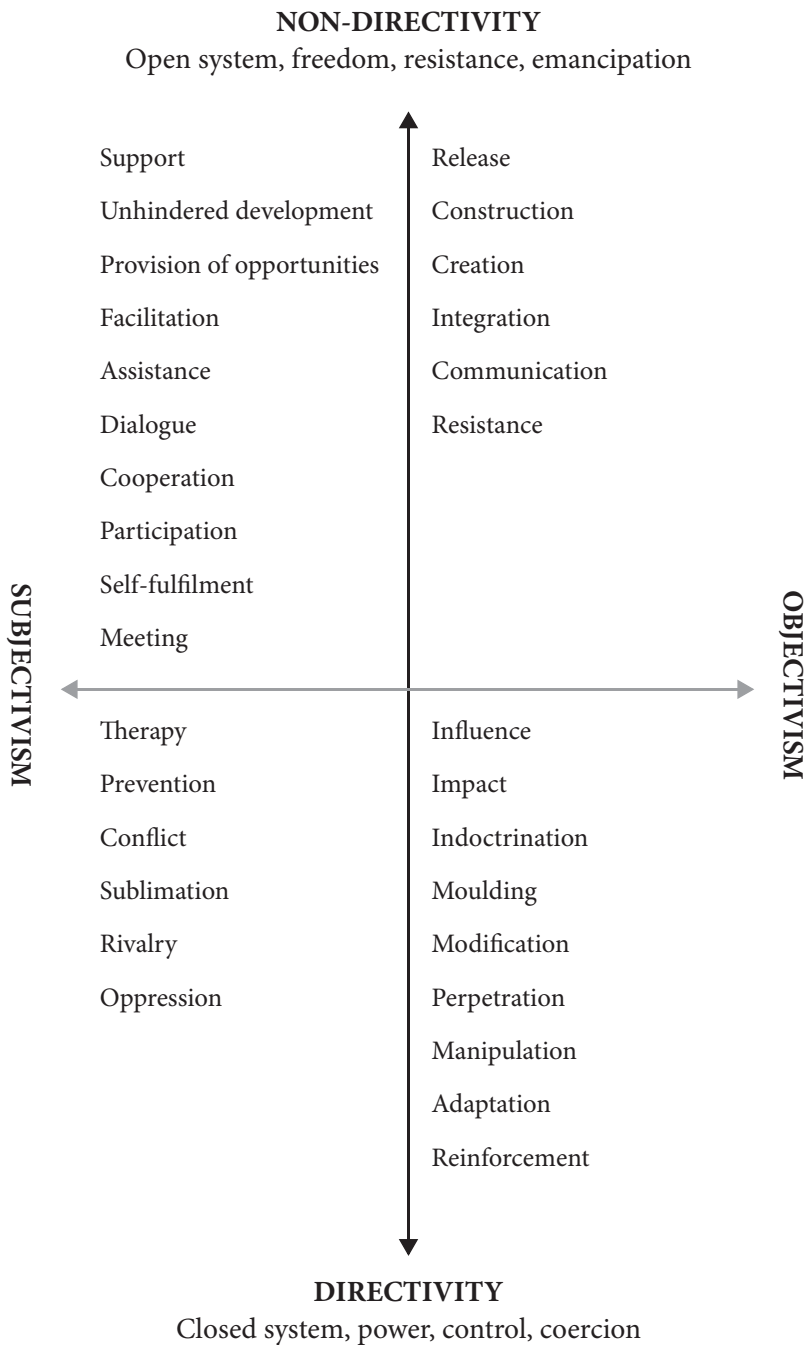 NON-DIRECTIVITY
Open system, freedom, resistance, emancipation
Support
Unhindered development
Provision of opportunities
Facilitation
Assistance
Dialogue
Cooperation
Participation
Self-fulfilment
Meeting
Release
Construction
Creation
Integration
Communication
Resistance
SUBJECTIVISM
OBJECTIVISM
Therapy
Prevention
Conflict
Sublimation
Rivalry
Oppression
Influence
Impact
Indoctrination
Moulding
Modification
Perpetration
Manipulation
Adaptation
Reinforcement
DIRECTIVITY
Closed system, power, control, coercion